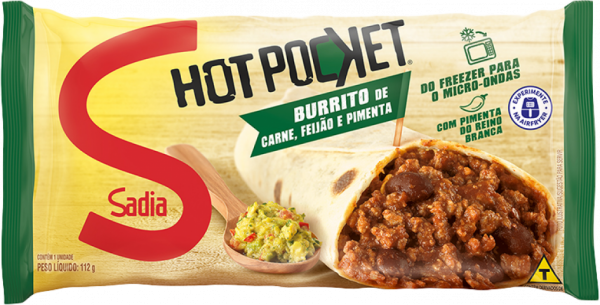 HOT POCKET®
BURRITO DE
CARNE, FEIJÃO E PIMENTA
DO FREEZER PARA
O MICRO-ONDAS
COM PIMENTA
DO REINO
BRANCA
EXPERIMENTE
NA AIRFRYER
S
Sadia
CONTÉM 1 UNIDADE
PESO LÍQUIDO: 112 g
T